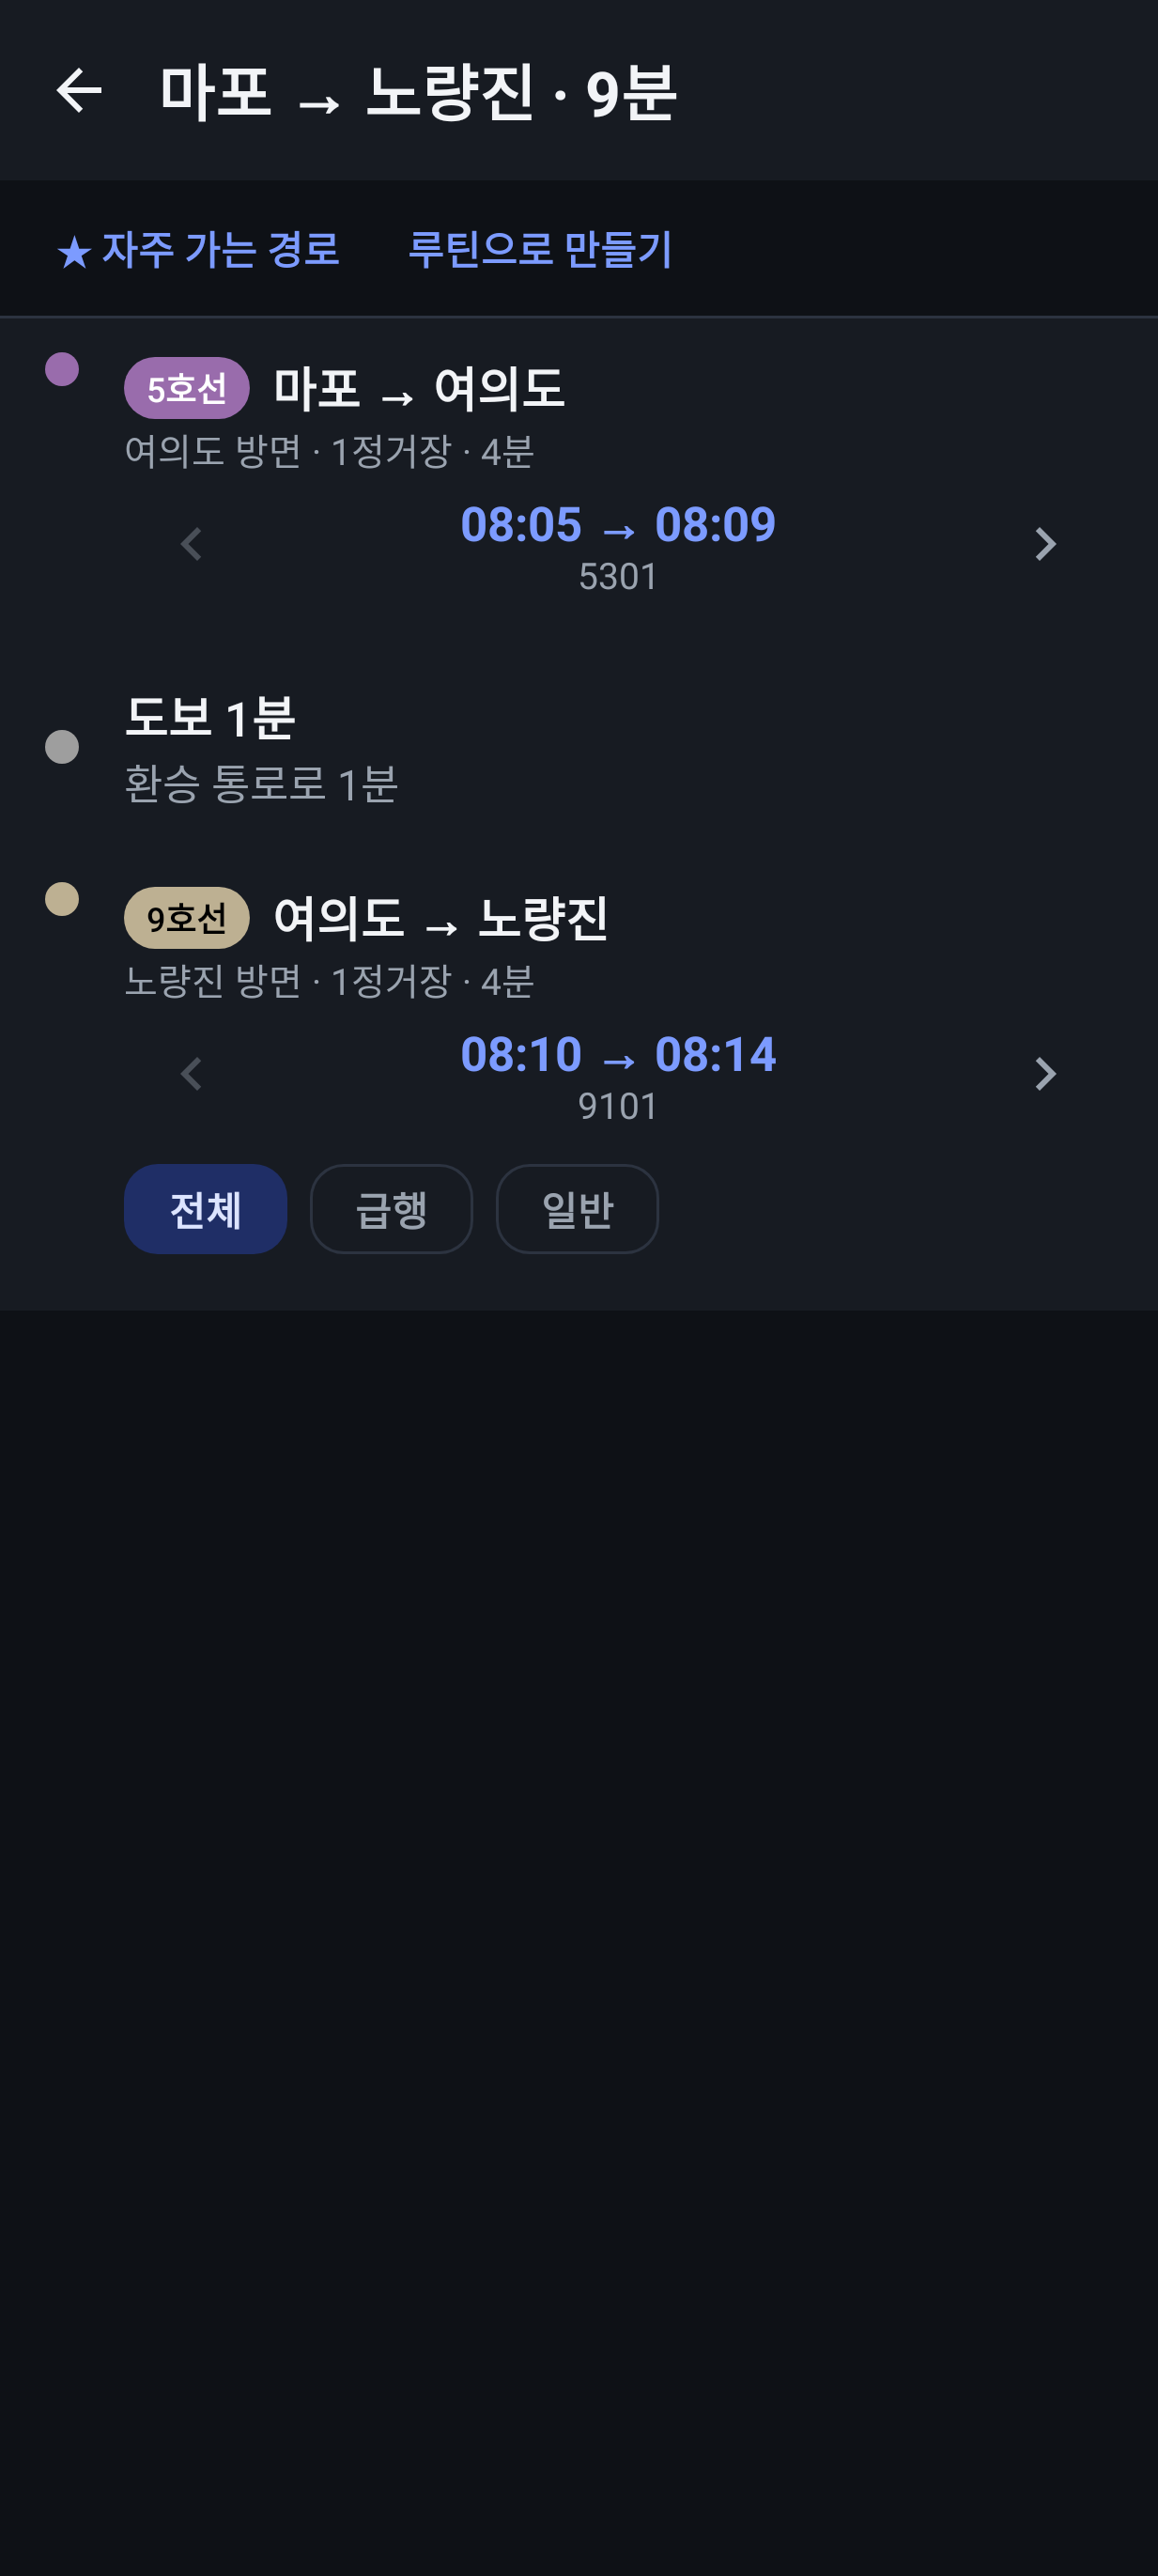 마포 → 노량진 · 9분
★ 자주 가는 경로 루틴으로 만들기
5호선 마포 → 여의도
여의도 방면 · 1정거장 · 4분
08:05 → 08:09
5301
도보 1분
환승 통로로 1분
9호선 여의도 → 노량진
노량진 방면 · 1정거장 · 4분
08:10 → 08:14
9101
전체 급행 일반